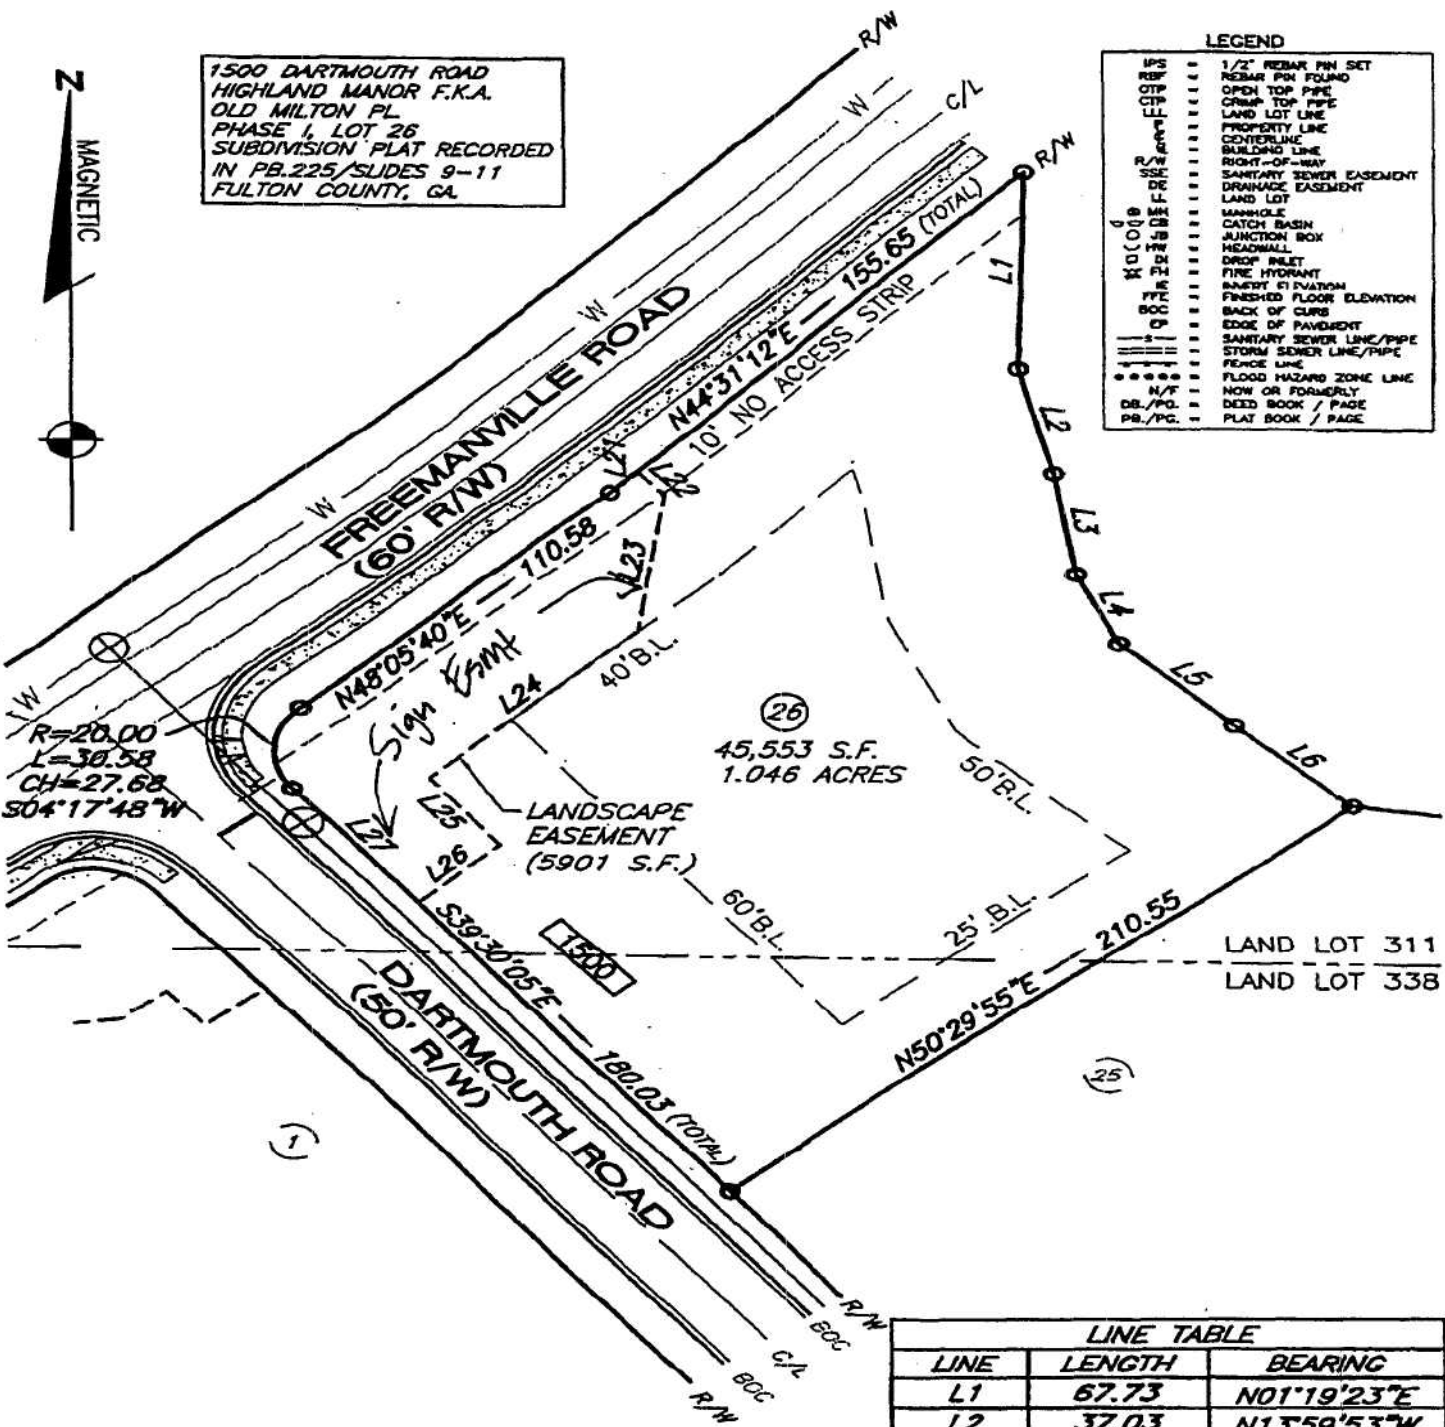 R/W
1500 DARTMOUTH ROAD
HIGHLAND MANOR F.K.A.
OLD MILTON PL
PHASE 1, LOT 26
SUBDIVISION PLAT RECORDED
IN PB.225/SLIDES 9-11
FULTON COUNTY, GA.
N
MAGNETIC
LEGEND
IPS = 1/2" REBAR PIN SET
RBF = REBAR PIN FOUND
OTP = OPEN TOP PIPE
CTP = CRIMP TOP PIPE
LLL = LAND LOT LINE
= PROPERTY LINE
= CENTERLINE
= BUILDING LINE
R/W = RIGHT-OF-WAY
SSE = SANITARY SEWER EASEMENT
DE = DRAINAGE EASEMENT
LL = LAND LOT
MH = MANHOLE
CB = CATCH BASIN
JB = JUNCTION BOX
HW = HEADWALL
DI = DROP INLET
FH = FIRE HYDRANT
IE = INVERT ELEVATION
FFE = FINISHED FLOOR ELEVATION
BOC = BACK OF CURB
EP = EDGE OF PAVEMENT
S = SANITARY SEWER LINE/PIPE
= STORM SEWER LINE/PIPE
= FENCE LINE
= FLOOD HAZARD ZONE LINE
N/F = NOW OR FORMERLY
DB./PG. = DEED BOOK / PAGE
PB./PG. = PLAT BOOK / PAGE
W
C/L
R/W
W
W
W
FREEMANVILLE ROAD
(60' R/W)
N44°31'12"E 155.65 (TOTAL)
10' NO ACCESS STRIP
L1
L2
L3
L4
L5
L6
L21
L22
L23
N48°05'40"E 110.58
Sign Esmt
L24
40'B.L.
R=20.00
L=30.58
CH=27.68
S04°17'48"W
26
45,553 S.F.
1.046 ACRES
50'B.L.
L25
L26
L27
LANDSCAPE
EASEMENT
(5901 S.F.)
60'B.L.
25' B.L.
1500
S39°30'05"E 180.03 (TOTAL)
N50°29'55"E 210.55
LAND LOT 311
LAND LOT 338
DARTMOUTH ROAD
(50' R/W)
25
1
R/W
BOC
C/L
BOC
R/W
LINE TABLE
LINE LENGTH BEARING
L1 67.73 N01°19'23"E
L2 37.03 N13°59'53"W